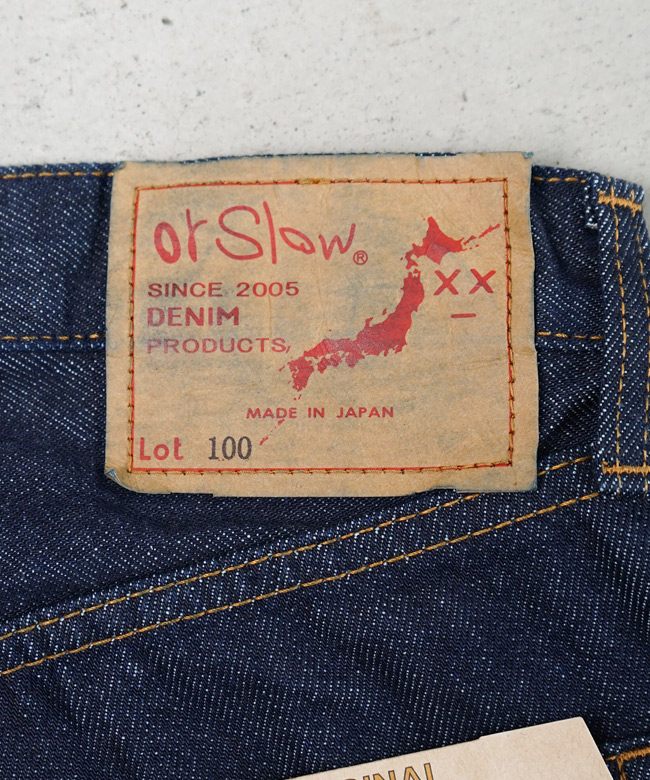 orSlow®
SINCE 2005
DENIM
PRODUCTS,
XX
MADE IN JAPAN
Lot 100